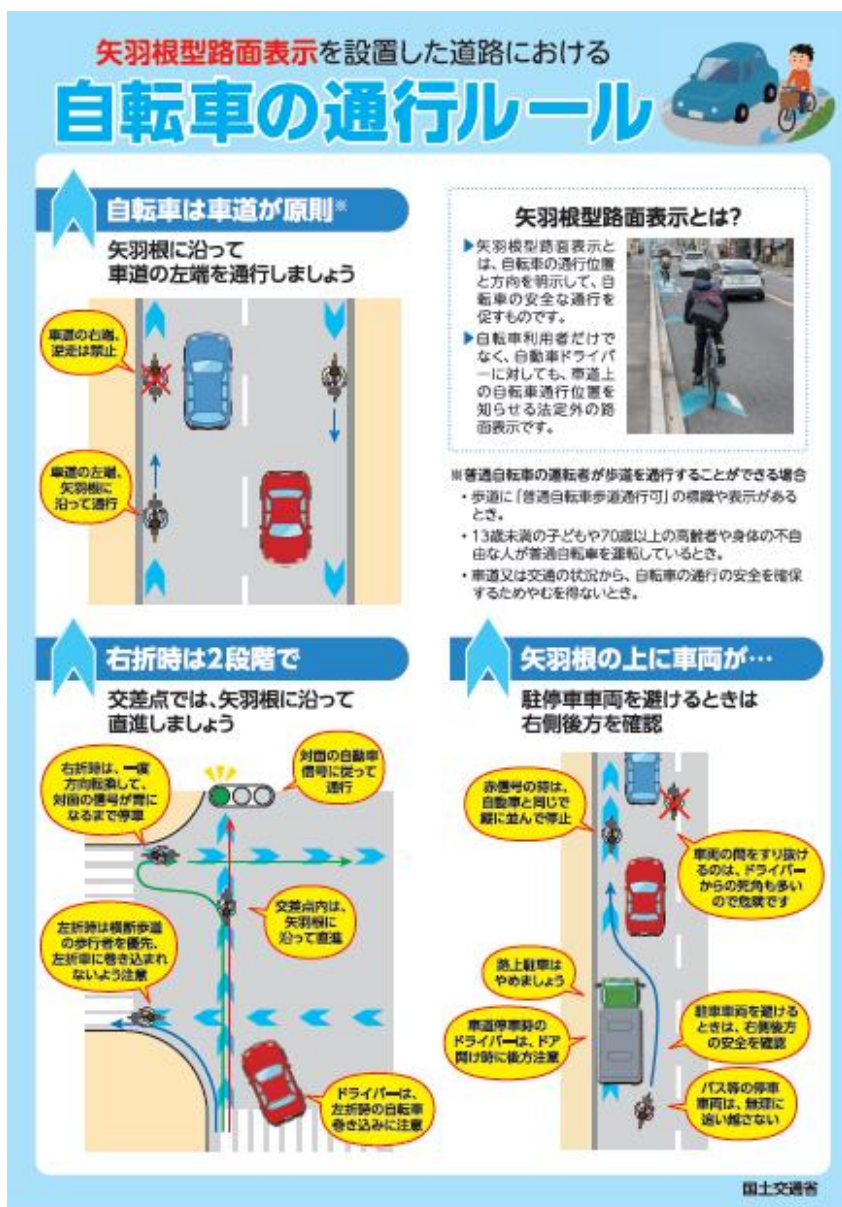 矢羽根型路面表示を設置した道路における
自転車の通行ルール
自転車は車道が原則※
矢羽根に沿って
車道の左端を通行しましょう
車道の右端、
逆走は禁止
車道の左端、
矢羽根に
沿って通行
矢羽根型路面表示とは?
▶矢羽根型路面表示と
は、自転車の通行位置
と方向を明示して、自
転車の安全な通行を
促すものです。
▶自転車利用者だけで
なく、自動車ドライバ
ーに対しても、車道上
の自転車通行位置を
知らせる法定外の路
面表示です。
※普通自転車の運転者が歩道を通行することができる場合
・歩道に「普通自転車歩道通行可」の標識や表示がある
とき。
・13歳未満の子どもや70歳以上の高齢者や身体の不自
由な人が普通自転車を運転しているとき。
・車道又は交通の状況から、自転車の通行の安全を確保
するためやむを得ないとき。
右折時は2段階で
交差点では、矢羽根に沿って
直進しましょう
右折時は、一度
方向転換して、
対面の信号が青に
なるまで停車
対面の自動車
信号に従って
通行
交差点内は、
矢羽根に
沿って直進
左折時は横断歩道
の歩行者を優先、
左折車に巻き込まれ
ないよう注意
ドライバーは、
左折時の自転車
巻き込みに注意
矢羽根の上に車両が…
駐停車車両を避けるときは
右側後方を確認
赤信号の時は、
自動車と同じで
縦に並んで停止
車両の間をすり抜け
るのは、ドライバー
からの死角も多い
ので危険です
路上駐車は
やめましょう
車道停車時の
ドライバーは、ドア
開け時に後方注意
駐車車両を避ける
ときは、右側後方
の安全を確認
バス等の停車
車両は、無理に
追い越さない
国土交通省